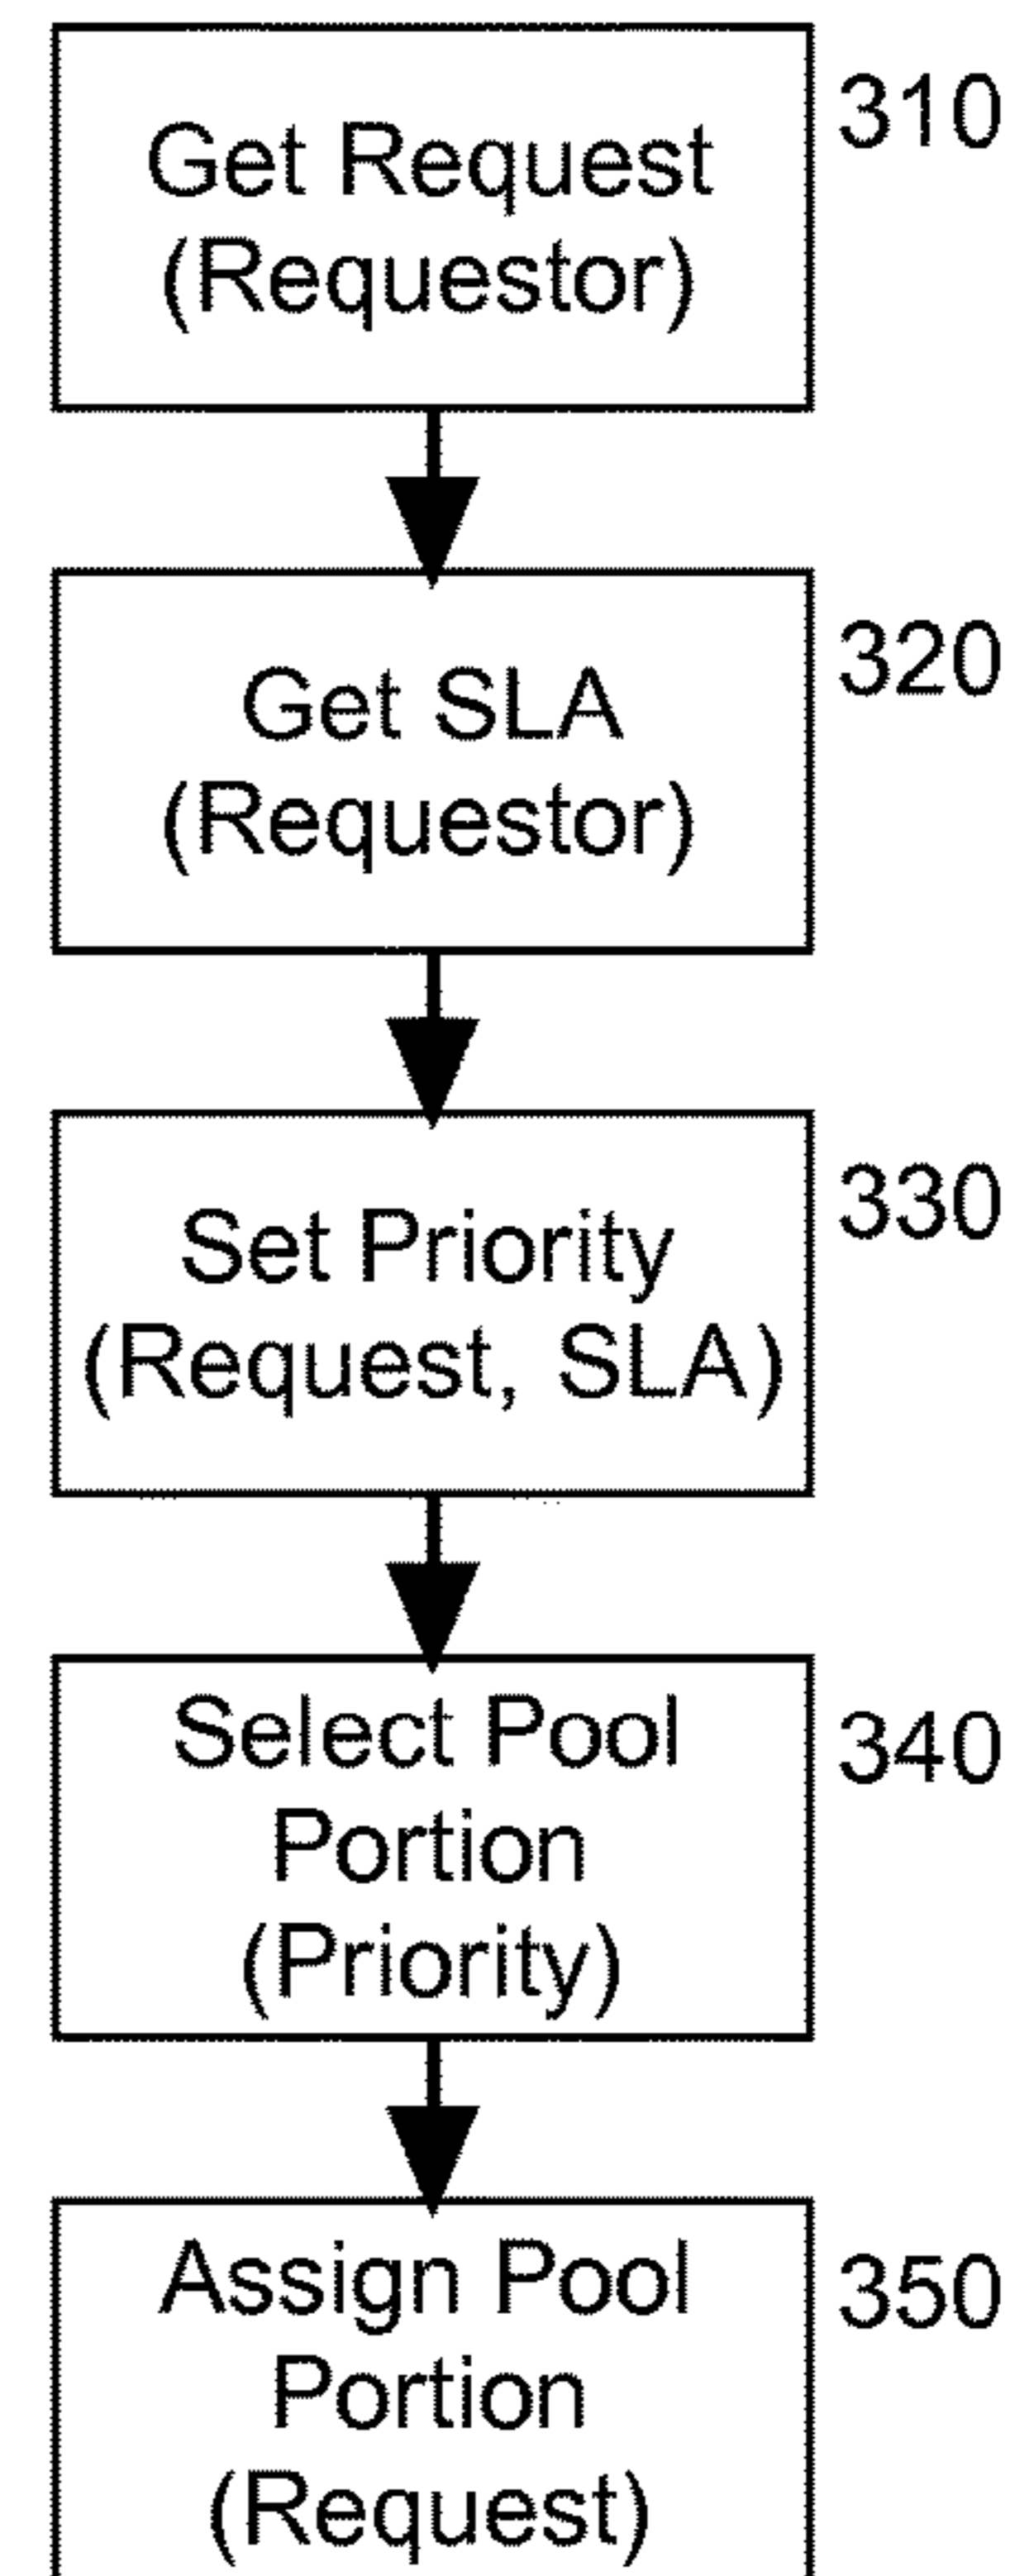 310
Get Request
(Requestor)
320
Get SLA
(Requestor)
330
Set Priority
(Request, SLA)
340
Select Pool
Portion
(Priority)
350
Assign Pool
Portion
(Request)